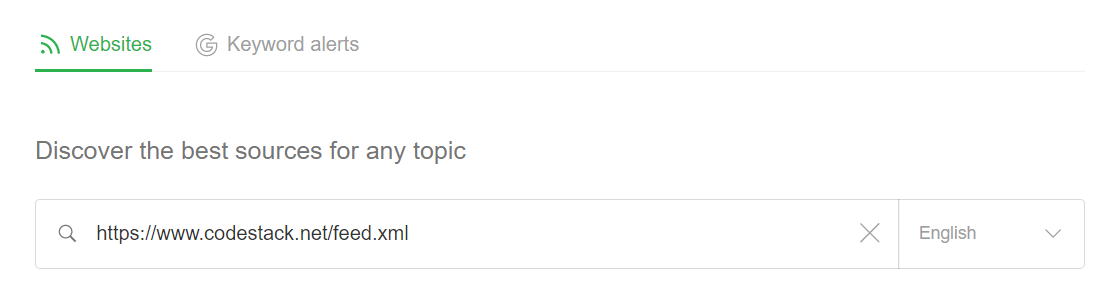 Websites Keyword alerts
Discover the best sources for any topic
https://www.codestack.net/feed.xml English